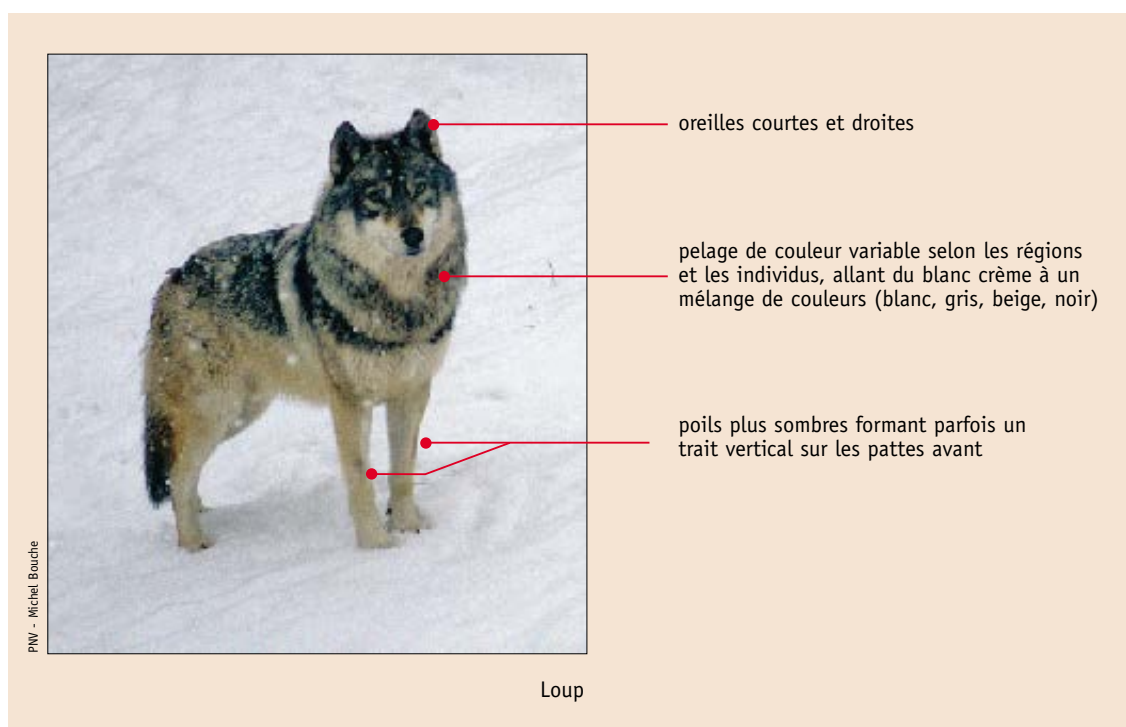 oreilles courtes et droites
pelage de couleur variable selon les régions
et les individus, allant du blanc crème à un
mélange de couleurs (blanc, gris, beige, noir)
poils plus sombres formant parfois un
trait vertical sur les pattes avant
PNV - Michel Bouche
Loup